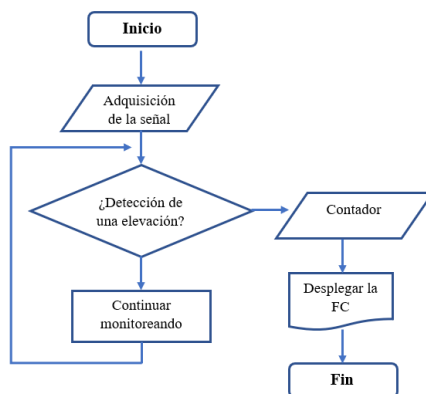 Inicio
Adquisición
de la señal
¿Detección de
una elevación?
Contador
Continuar
monitoreando
Desplegar la
FC
Fin